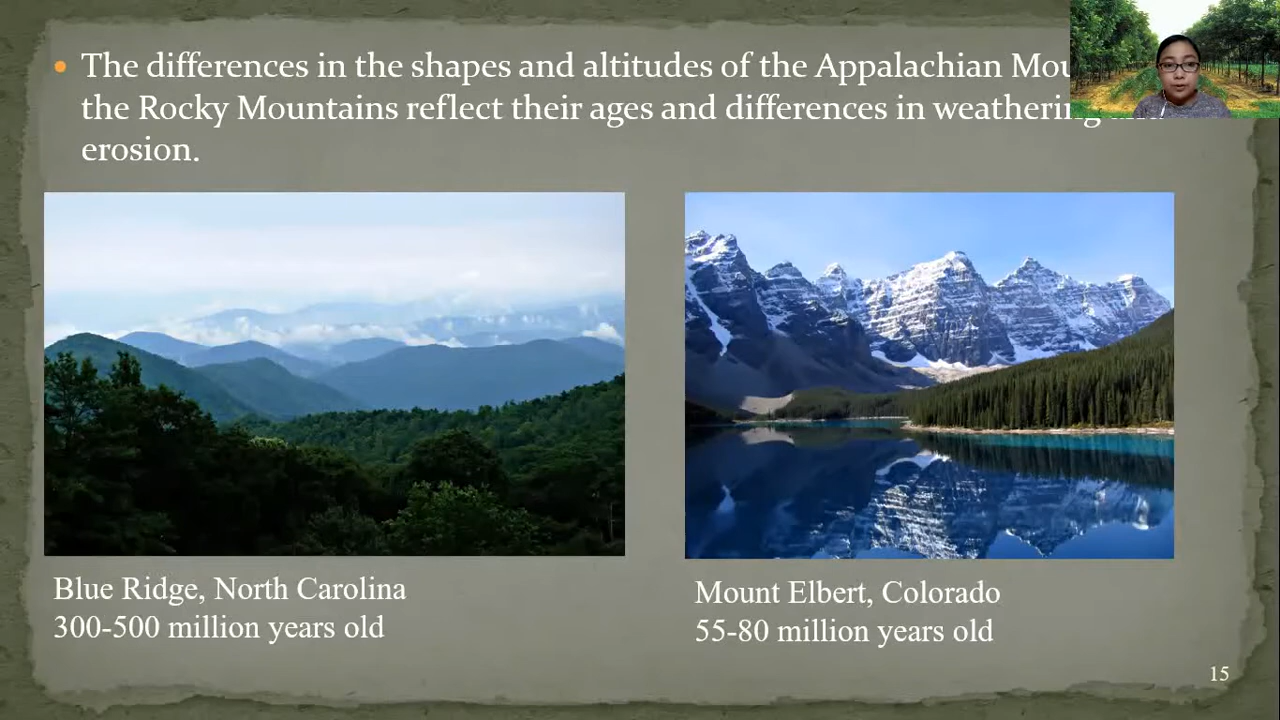 The differences in the shapes and altitudes of the Appalachian
the Rocky Mountains reflect their ages and differences in weathering
erosion.
Blue Ridge, North Carolina
300-500 million years old
Mount Elbert, Colorado
55-80 million years old
15